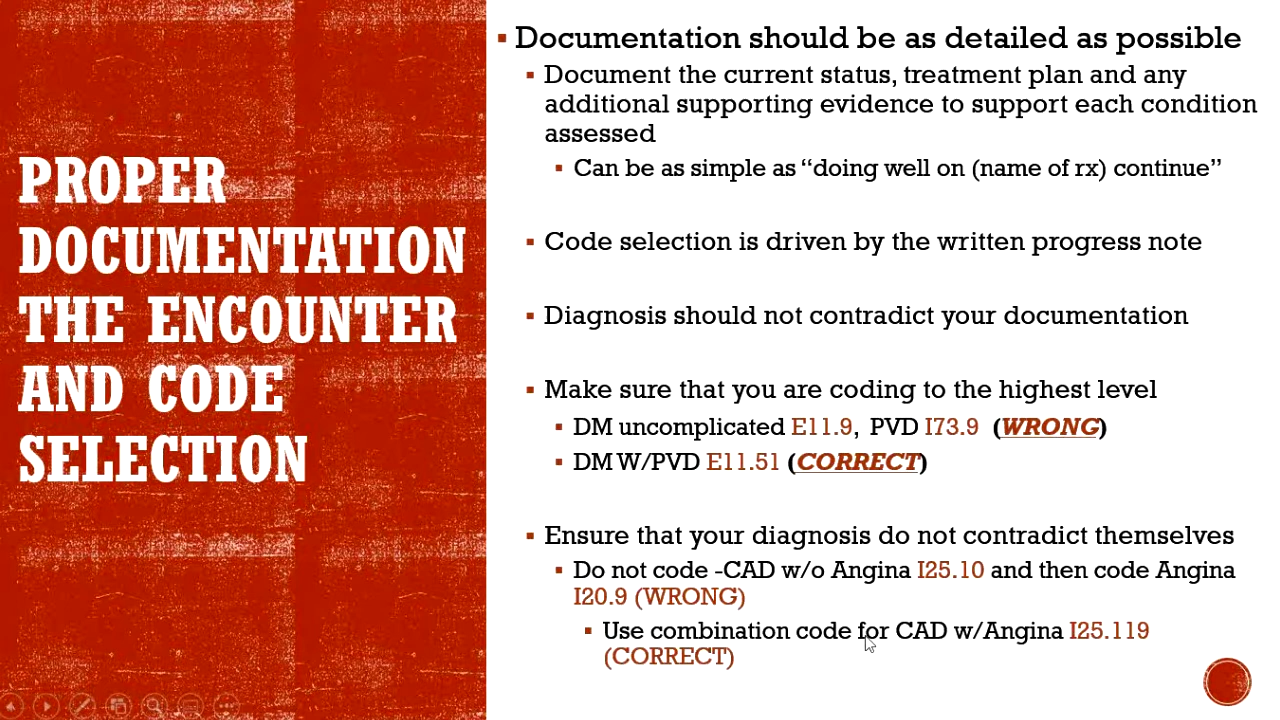 PROPER
DOCUMENTATION
THE ENCOUNTER
AND CODE
SELECTION
Documentation should be as detailed as possible
Document the current status, treatment plan and any
additional supporting evidence to support each condition
assessed
Can be as simple as “doing well on (name of rx) continue”
Code selection is driven by the written progress note
Diagnosis should not contradict your documentation
Make sure that you are coding to the highest level
DM uncomplicated E11.9, PVD I73.9 (WRONG)
DM W/PVD E11.51 (CORRECT)
Ensure that your diagnosis do not contradict themselves
Do not code -CAD w/o Angina I25.10 and then code Angina
I20.9 (WRONG)
Use combination code for CAD w/Angina I25.119
(CORRECT)